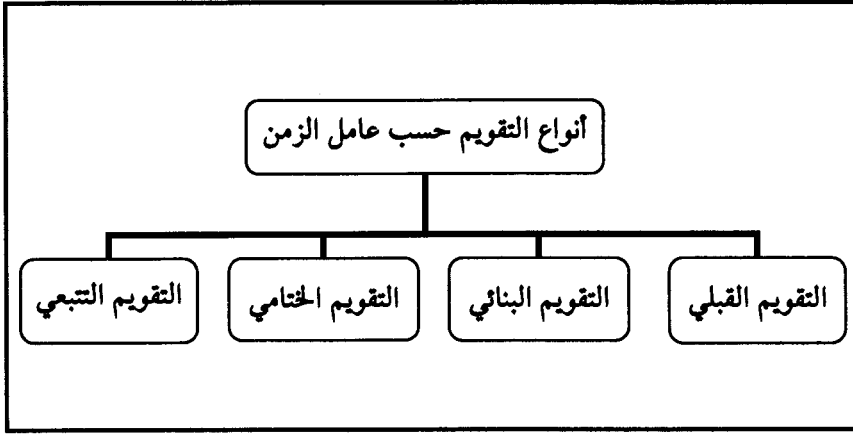 أنواع التقويم حسب عامل الزمن
التقويم القبلي
التقويم البنائي
التقويم الختامي
التقويم التتبعي